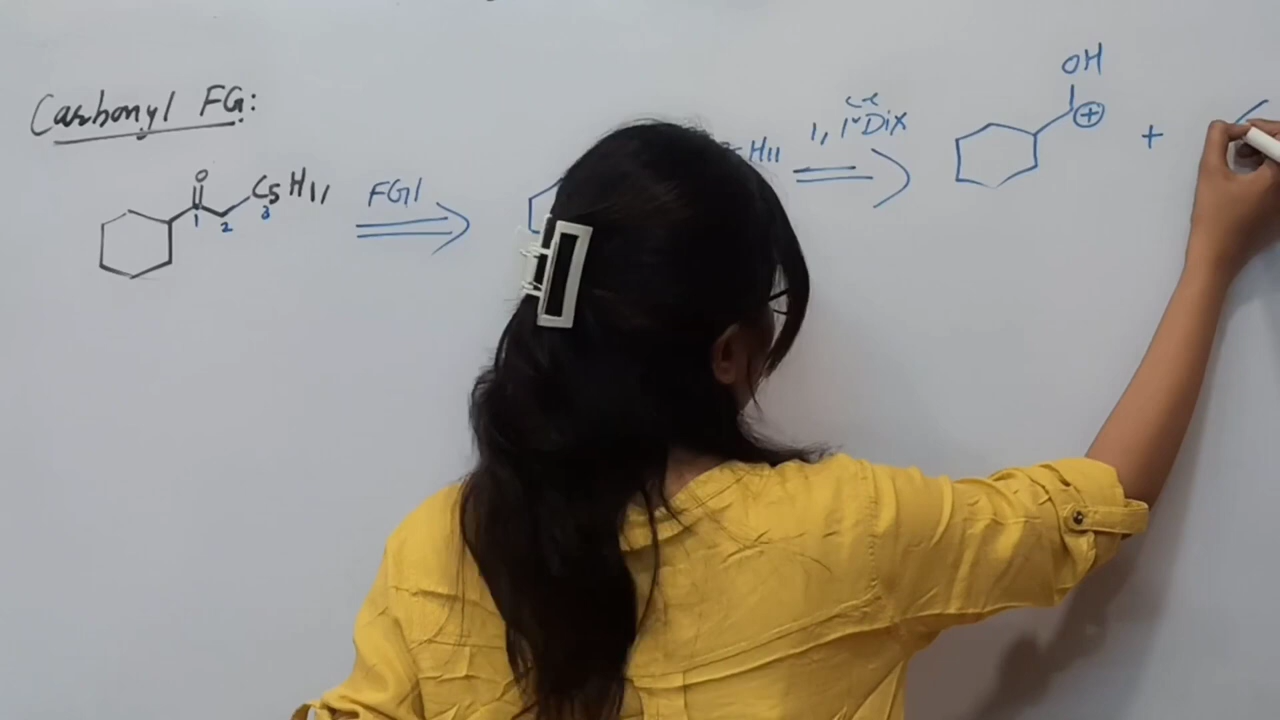 Carbonyl FG:
O
1 2 3
C5H11
FGI
H11
1, 1° Dix
OH
+
+